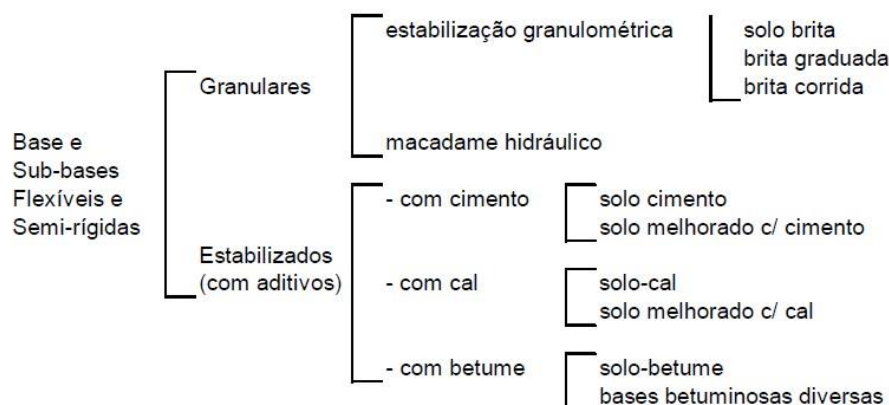 Base e
Sub-bases
Flexíveis e
Semi-rígidas
Granulares
estabilização granulométrica
solo brita
brita graduada
brita corrida
macadame hidráulico
Estabilizados
(com aditivos)
- com cimento
solo cimento
solo melhorado c/ cimento
- com cal
solo-cal
solo melhorado c/ cal
- com betume
solo-betume
bases betuminosas diversas